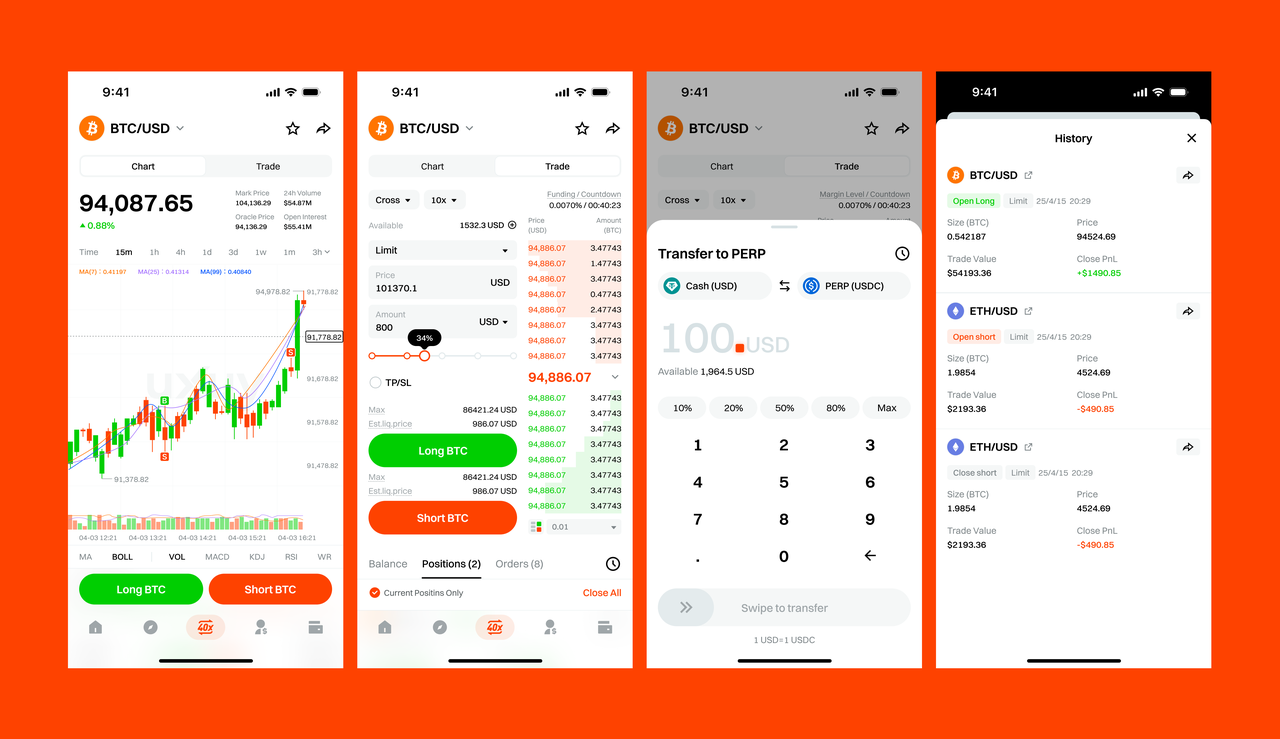 9:41
BTC/USD
Chart Trade
94,087.65
0.88%
Mark Price 24h Volume
104,136.29 $54.87M
Oracle Price Open Interest
94,136.29 $55.41M
Time 15m 1h 4h 1d 3d 1w 1m 3h
MA(7) : 0.41197 MA(25) : 0.41314 MA(99) : 0.40840
94,978.82 91,778.82
91,778.82
S
91,678.82
B
91,578.82
S
91,478.82
91,378.82
04-03 12:21 04-03 13:21 04-03 14:21 04-03 15:21 04-03 16:21
MA BOLL VOL MACD KDJ RSI WR
Long BTC Short BTC
40x
9:41
BTC/USD
Chart Trade
Cross 10x
Funding / Countdown
0.0070% / 00:40:23
Available 1532.3 USD
Limit
Price
101370.1 USD
Amount
800 USD
34%
TP/SL
Max 86421.24 USD
Est.liq.price 986.07 USD
Long BTC
Max 86421.24 USD
Est.liq.price 986.07 USD
Short BTC
Price Amount
(USD) (BTC)
94,886.07 3.47743
94,886.07 1.47743
94,886.07 3.47743
94,886.07 0.47743
94,886.07 2.47743
94,886.07 3.47743
94,886.07 3.47743
94,886.07 3.47743
94,886.07
94,886.07 3.47743
94,886.07 3.47743
94,886.07 3.47743
94,886.07 3.47743
94,886.07 3.47743
94,886.07 3.47743
94,886.07 3.47743
94,886.07 3.47743
0.01
Balance Positions (2) Orders (8)
Current Positins Only Close All
40x
9:41
BTC/USD
Chart Trade
Cross 10x
Margin Level / Countdown
0.0070% / 00:40:23
Transfer to PERP
Cash (USD) PERP (USDC)
100.USD
Available 1,964.5 USD
10% 20% 50% 80% Max
1 2 3
4 5 6
7 8 9
. 0
Swipe to transfer
1 USD=1 USDC
9:41
History
BTC/USD
Open Long Limit 25/4/15 20:29
Size (BTC) Price
0.542187 94524.69
Trade Value Close PnL
$54193.36 +$1490.85
ETH/USD
Open short Limit 25/4/15 20:29
Size (BTC) Price
1.9854 4524.69
Trade Value Close PnL
$2193.36 -$490.85
ETH/USD
Close short Limit 25/4/15 20:29
Size (BTC) Price
1.9854 4524.69
Trade Value Close PnL
$2193.36 -$490.85